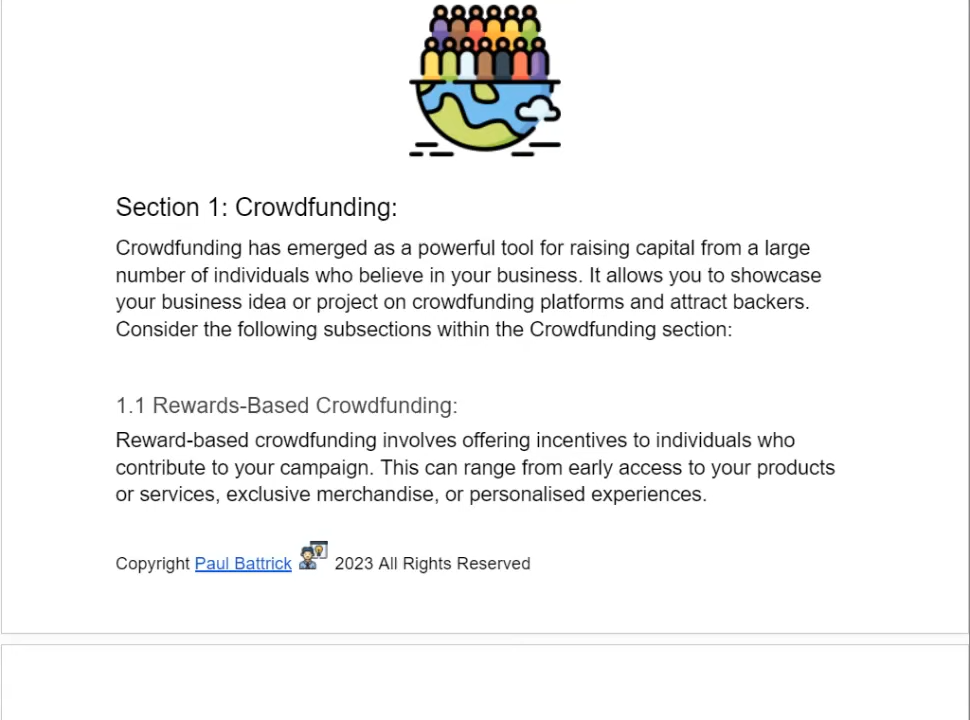 Section 1: Crowdfunding:
Crowdfunding has emerged as a powerful tool for raising capital from a large
number of individuals who believe in your business. It allows you to showcase
your business idea or project on crowdfunding platforms and attract backers.
Consider the following subsections within the Crowdfunding section:
1.1 Rewards-Based Crowdfunding:
Reward-based crowdfunding involves offering incentives to individuals who
contribute to your campaign. This can range from early access to your products
or services, exclusive merchandise, or personalised experiences.
Copyright Paul Battrick 2023 All Rights Reserved